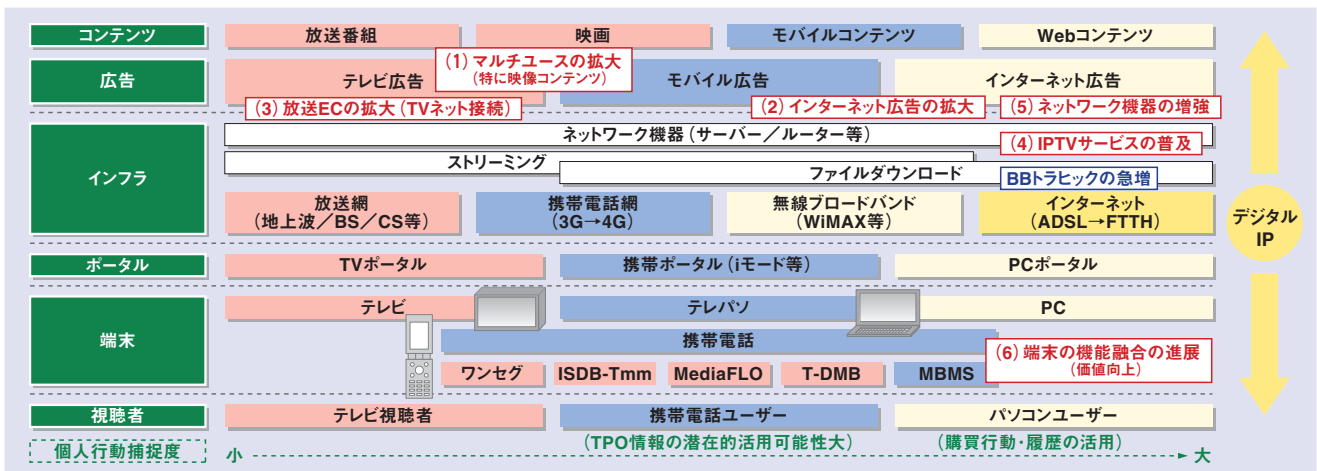 コンテンツ
放送番組
映画
モバイルコンテンツ
Webコンテンツ
広告
テレビ広告
(1)マルチユースの拡大
(特に映像コンテンツ)
モバイル広告
インターネット広告
(3)放送ECの拡大(TVネット接続)
(2)インターネット広告の拡大
(5)ネットワーク機器の増強
インフラ
ネットワーク機器(サーバー/ルーター等)
(4)IPTVサービスの普及
ストリーミング
ファイルダウンロード
BBトラヒックの急増
放送網
(地上波/BS/CS等)
携帯電話網
(3G→4G)
無線ブロードバンド
(WiMAX等)
インターネット
(ADSL→FTTH)
デジタル
IP
ポータル
TVポータル
携帯ポータル(iモード等)
PCポータル
端末
テレビ
テレパソ
PC
携帯電話
(6)端末の機能融合の進展
(価値向上)
ワンセグ
ISDB-Tmm
MediaFLO
T-DMB
MBMS
視聴者
テレビ視聴者
携帯電話ユーザー
パソコンユーザー
(TPO情報の潜在的活用可能性大)
(購買行動・履歴の活用)
個人行動捕捉度
小
大